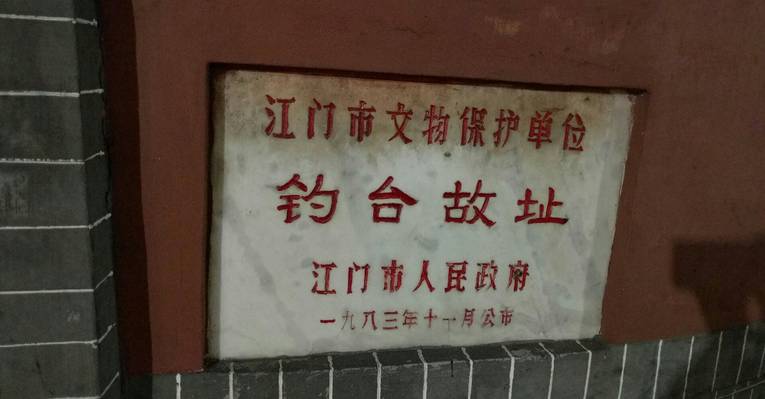 江门市文物保护单位
钓台故址
江门市人民政府
一九八三年十一月公市